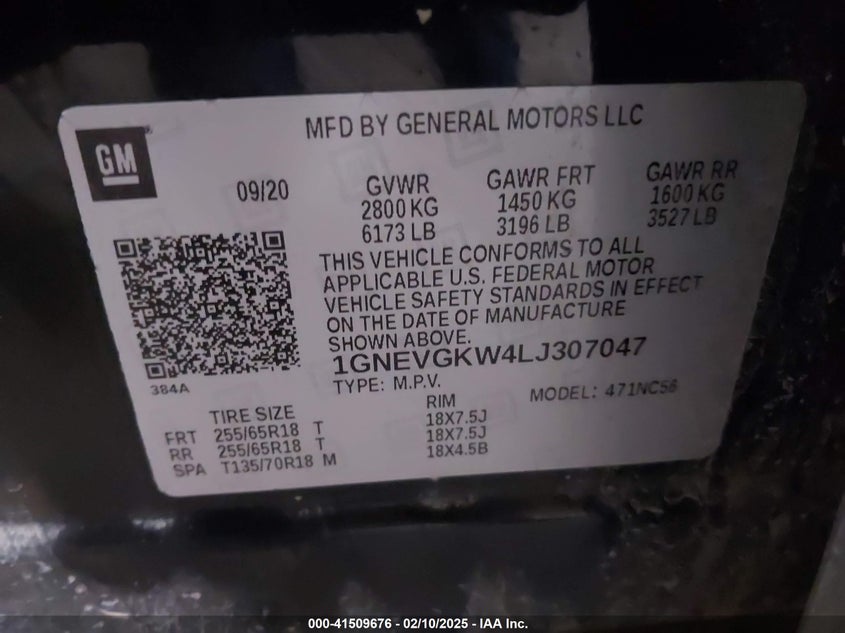 GM
MFD BY GENERAL MOTORS LLC
09/20
GVWR
2800 KG
6173 LB
GAWR FRT
1450 KG
3196 LB
GAWR RR
1600 KG
3527 LB
THIS VEHICLE CONFORMS TO ALL
APPLICABLE U.S. FEDERAL MOTOR
VEHICLE SAFETY STANDARDS IN EFFECT
ON THE DATE OF MANUFACTURE
SHOWN ABOVE.
1GNEVGKW4LJ307047
384A
TYPE: M.P.V.
MODEL: 471NC56
TIRE SIZE RIM
FRT 255/65R18 T 18X7.5J
RR 255/65R18 T 18X7.5J
SPA T135/70R18 M 18X4.5B
000-41509676 - 02/10/2025 - IAA Inc.